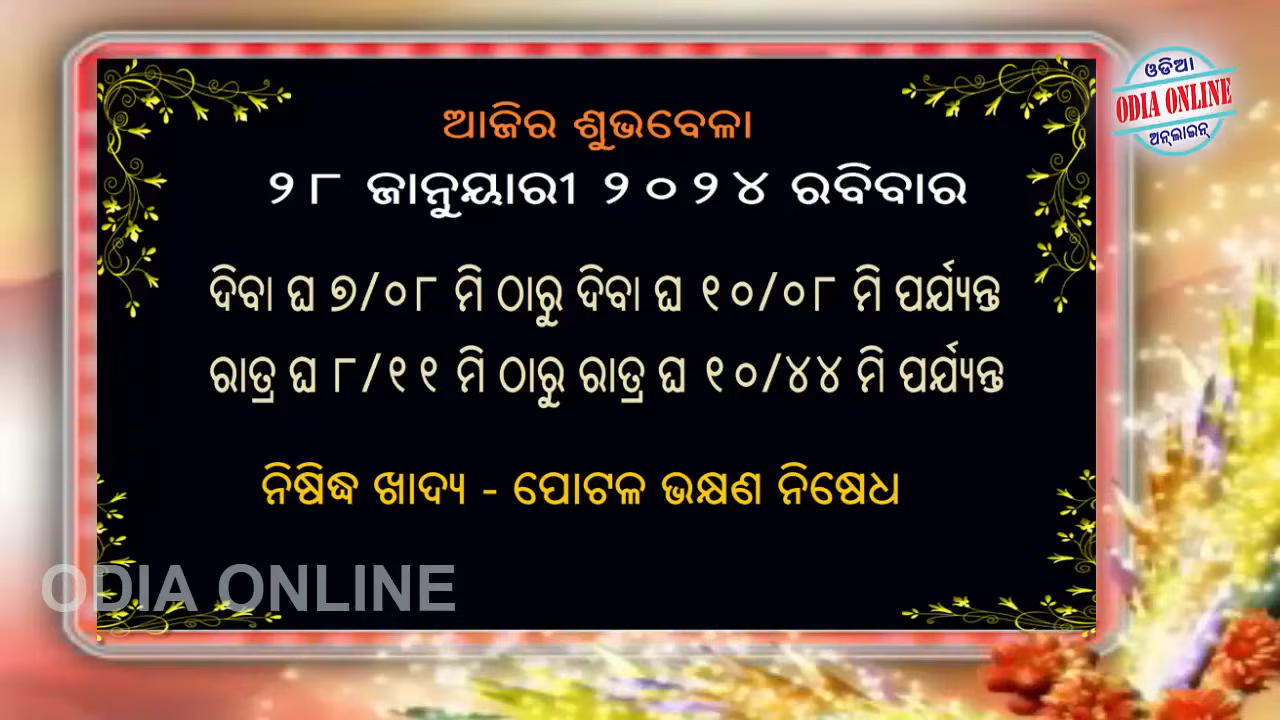 ଓଡିଆ
ODIA ONLINE
ଅନ୍‌ଲାଇନ୍
ଆଜିର ଶୁଭବେଳା
୨୮ ଜାନୁୟାରୀ ୨୦୨୪ ରବିବାର
ଦିବା ଘ ୭/୦୮ ମି ଠାରୁ ଦିବା ଘ ୧୦/୦୮ ମି ପର୍ଯ୍ୟନ୍ତ
ରାତ୍ର ଘ ୮/୧୧ ମି ଠାରୁ ରାତ୍ର ଘ ୧୦/୪୪ ମି ପର୍ଯ୍ୟନ୍ତ
ନିଷିଦ୍ଧ ଖାଦ୍ୟ - ପୋଟଳ ଭକ୍ଷଣ ନିଷେଧ
ODIA ONLINE